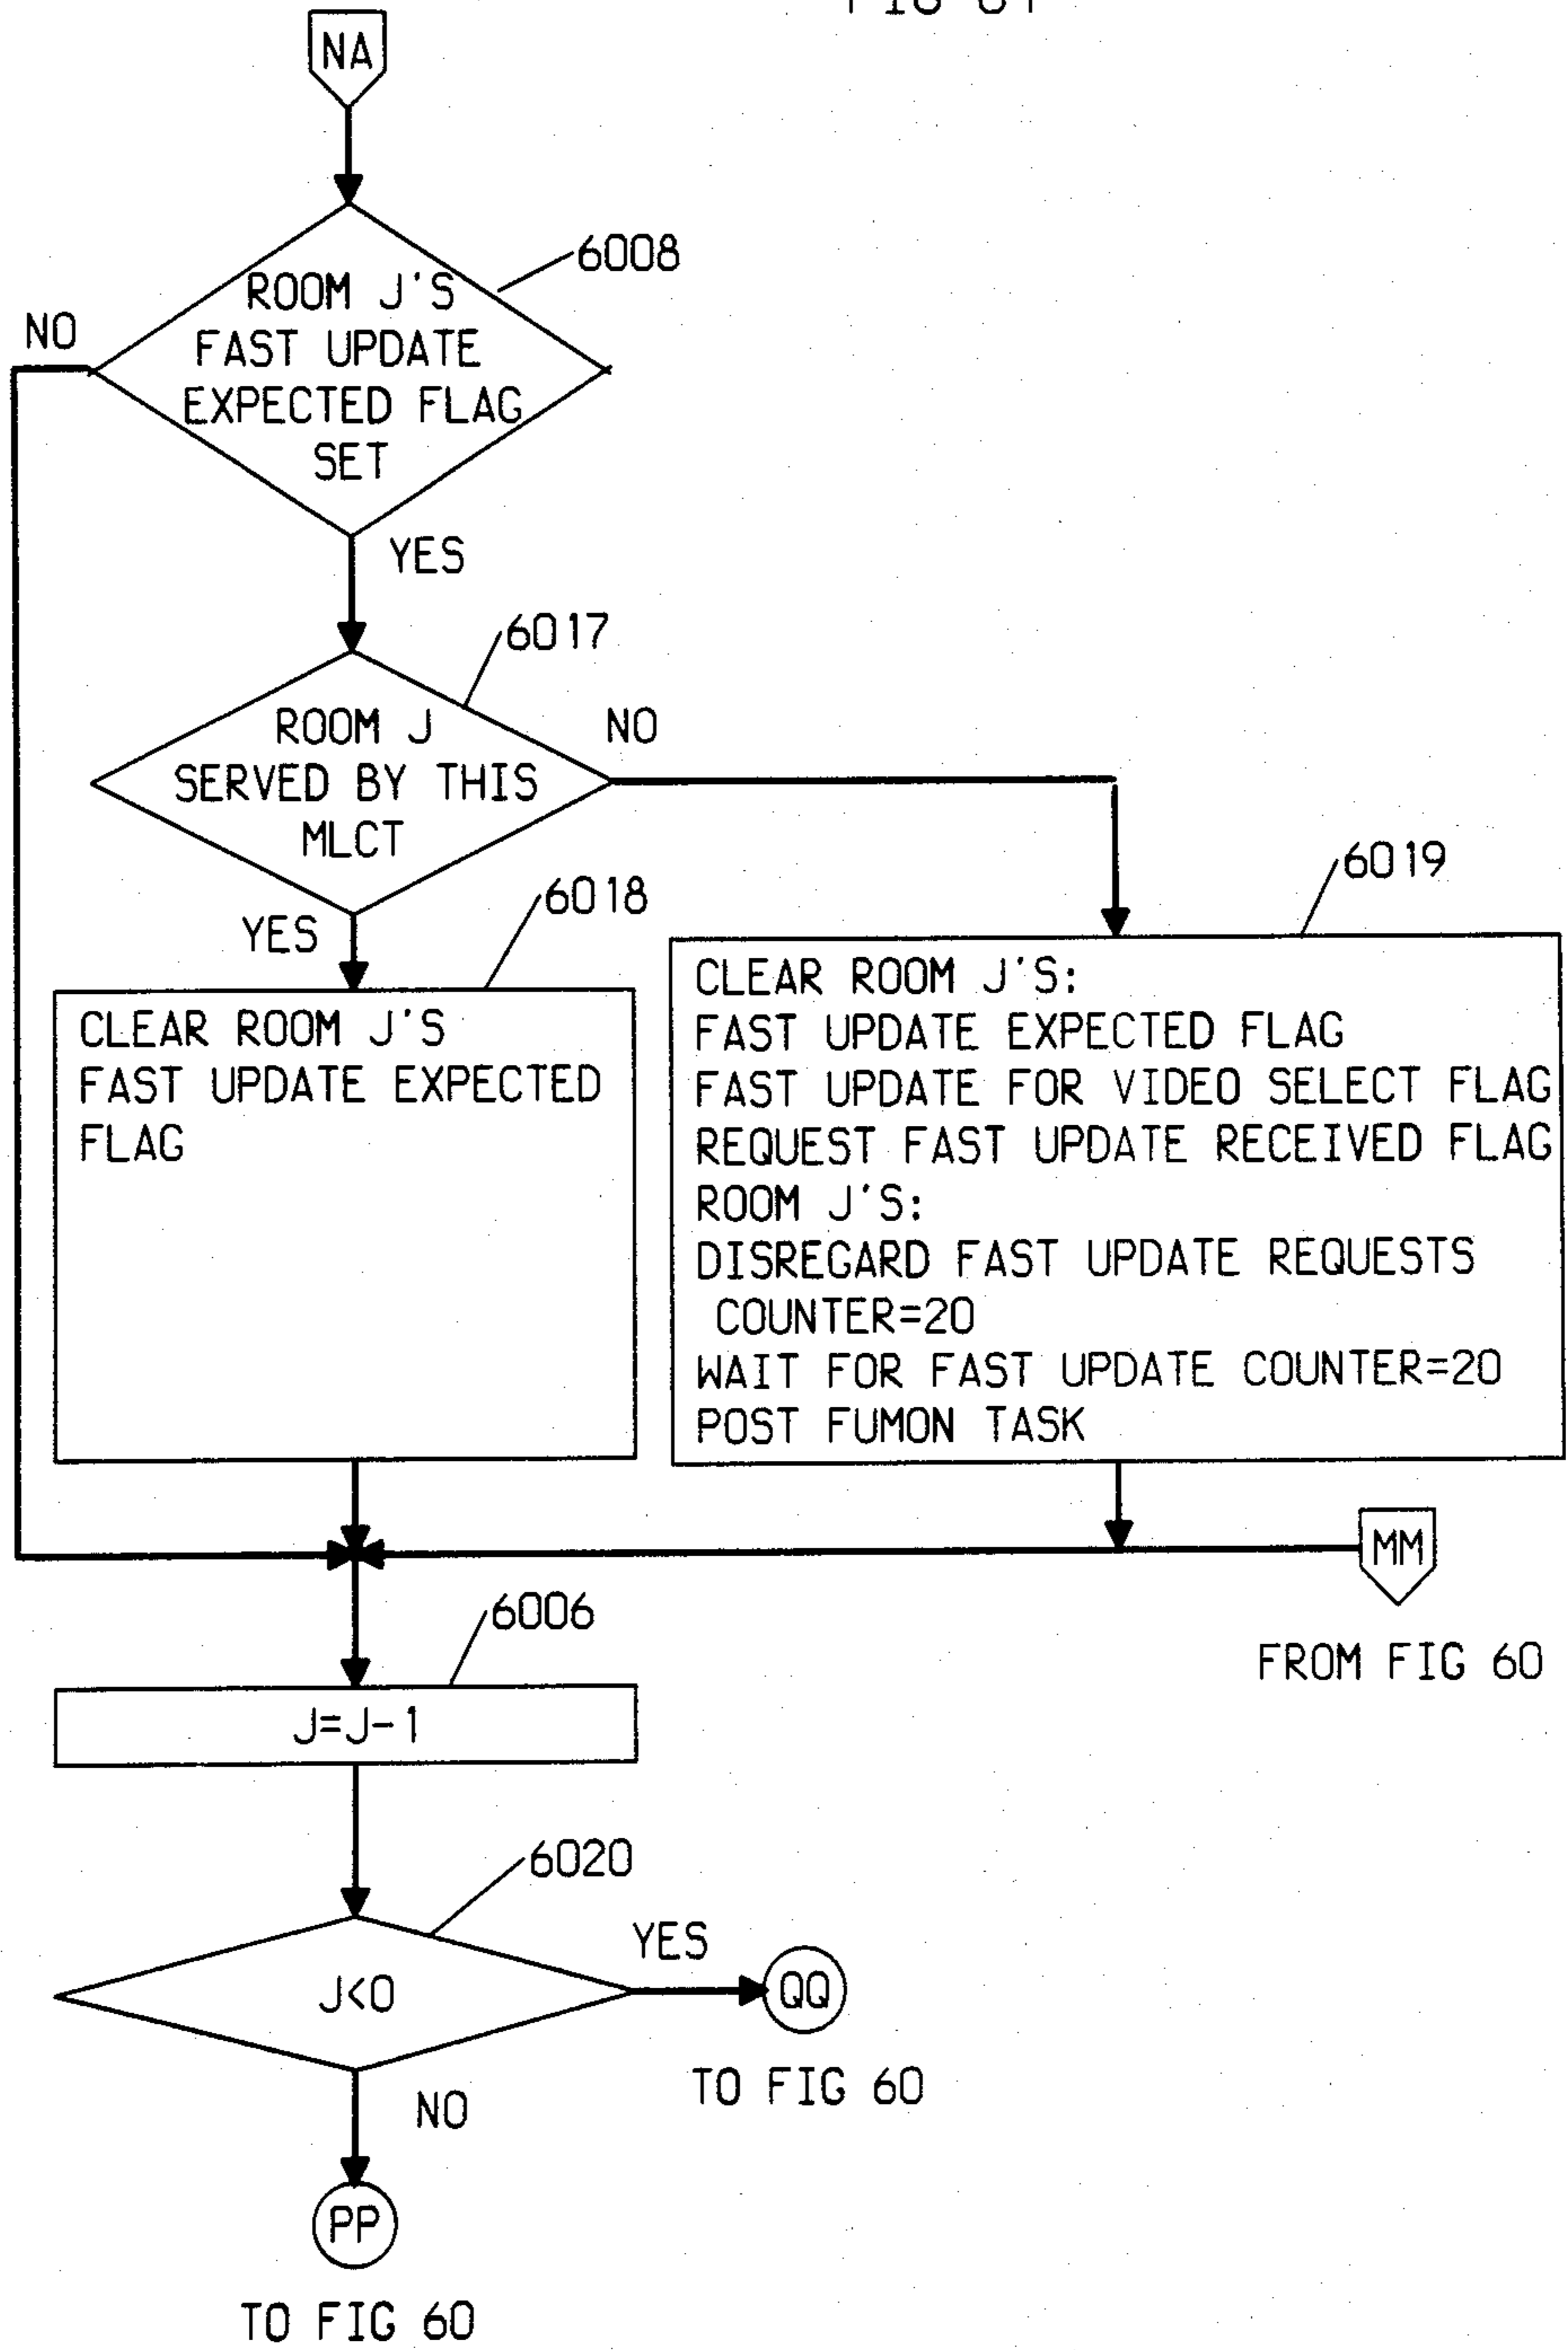 NA
6008
ROOM J'S
FAST UPDATE
EXPECTED FLAG
SET
NO
YES
6017
ROOM J
SERVED BY THIS
MLCT
NO
YES
6018
CLEAR ROOM J'S
FAST UPDATE EXPECTED
FLAG
6019
CLEAR ROOM J'S:
FAST UPDATE EXPECTED FLAG
FAST UPDATE FOR VIDEO SELECT FLAG
REQUEST FAST UPDATE RECEIVED FLAG
ROOM J'S:
DISREGARD FAST UPDATE REQUESTS
COUNTER=20
WAIT FOR FAST UPDATE COUNTER=20
POST FUMON TASK
MM
FROM FIG 60
6006
J=J-1
6020
J<0
YES
QQ
TO FIG 60
NO
PP
TO FIG 60